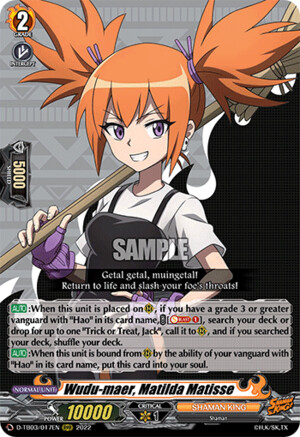 2
GRADE
INTERCEPT
5000
SHIELD
SAMPLE
Getal getal, muingetal!
Return to life and slash your foe's throats!
AUTO:When this unit is placed on , if you have a grade 3 or greater
vanguard with "Hao" in its card name, [ ], search your deck or
drop for up to one "Trick or Treat, Jack", call it to , and if you searched
your deck, shuffle your deck.
AUTO:When this unit is bound from by the ability of your vanguard with
"Hao" in its card name, put this card into your soul.
NORMAL UNIT
Wudu-maer, Matilda Matisse
POWER 10000
CRITICAL
1
SHAMAN KING
Shaman
D-TB03/017EN RRR 2022
©H.K/SK,TX